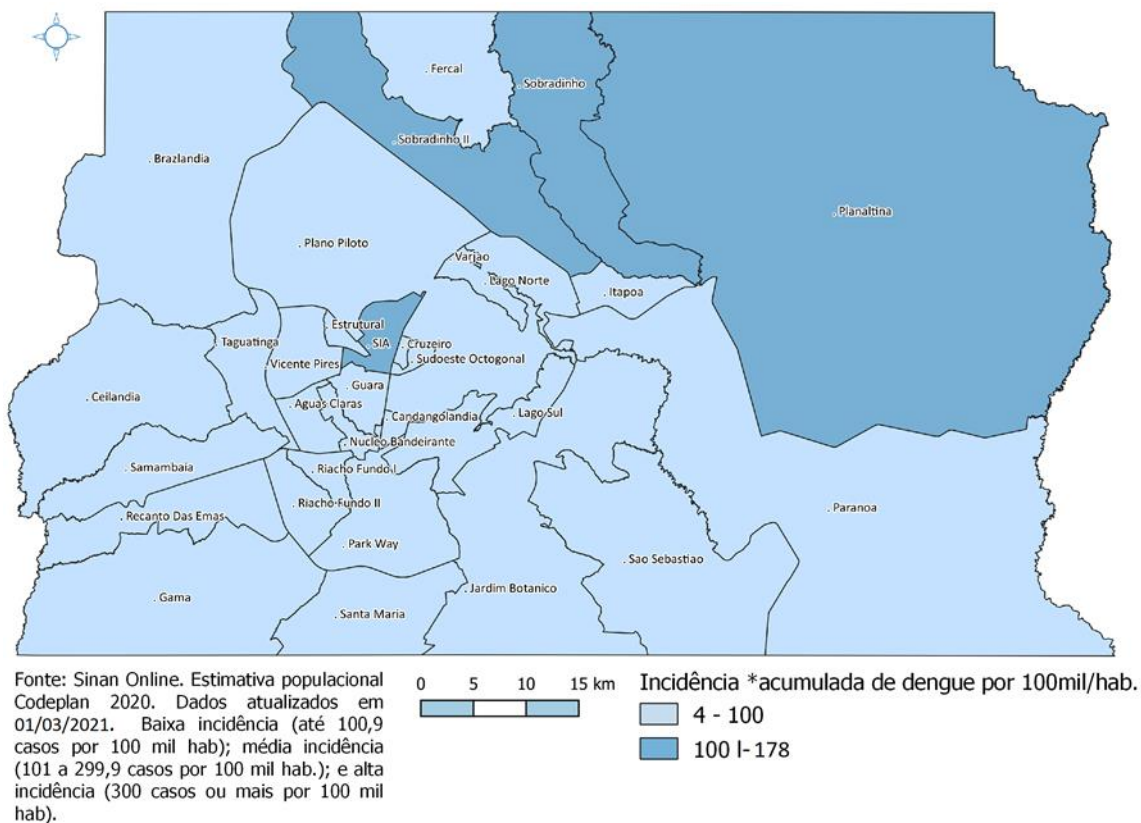 . Fercal
. Sobradinho
. Sobradinho II
. Brazlandia
. Planaltina
. Plano Piloto
. Varjao
. Lago Norte
. Itapoa
. Estrutural
. Taguatinga
. SIA
. Cruzeiro
. Sudoeste Octogonal
. Vicente Pires
. Guara
. Ceilandia
. Aguas Claras
. Candangolandia
. Lago Sul
. Nucleo Bandeirante
. Samambaia
. Riacho Fundo I
. Riacho Fundo II
. Recanto Das Emas
. Paranoa
. Park Way
. Sao Sebastiao
. Jardim Botanico
. Gama
. Santa Maria
Fonte: Sinan Online. Estimativa populacional
Codeplan 2020. Dados atualizados em
01/03/2021. Baixa incidência (até 100,9
casos por 100 mil hab); média incidência
(101 a 299,9 casos por 100 mil hab.); e alta
incidência (300 casos ou mais por 100 mil
hab).
0 5 10 15 km
Incidência *acumulada de dengue por 100mil/hab.
4 - 100
100 l- 178